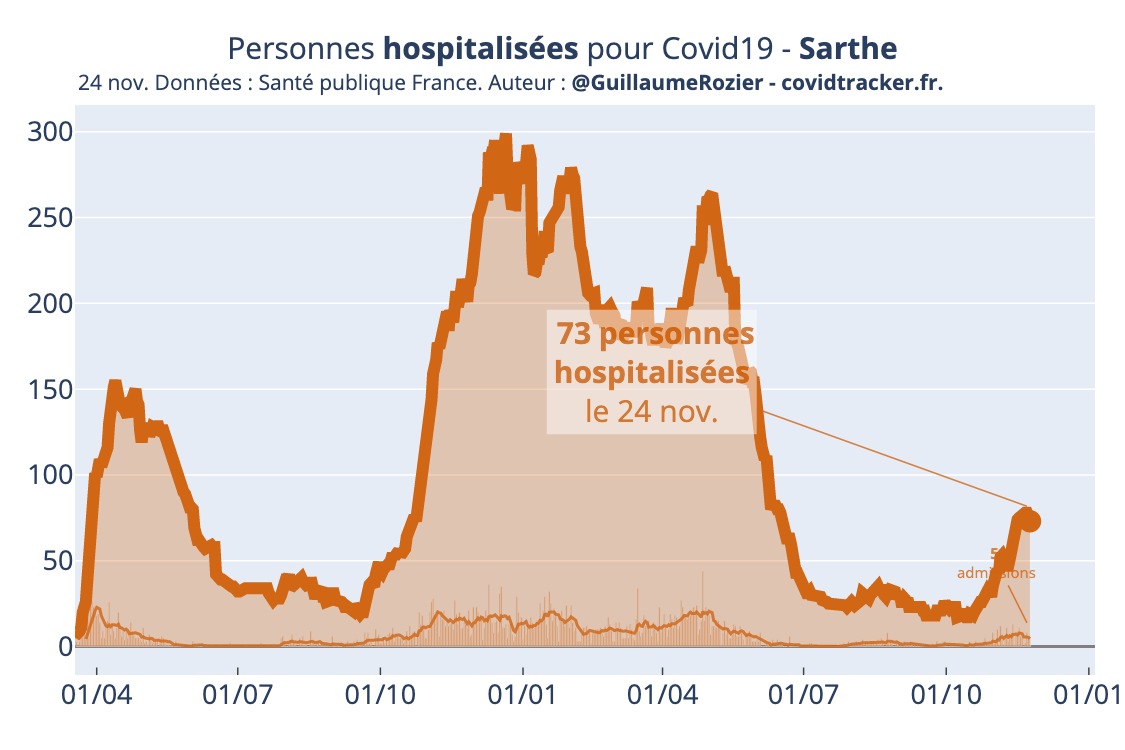 Personnes hospitalisées pour Covid19 - Sarthe
24 nov. Données : Santé publique France. Auteur : @GuillaumeRozier - covidtracker.fr.
300
250
200
150
100
50
0
73 personnes
hospitalisées
le 24 nov.
admissions
01/04 01/07 01/10 01/01 01/04 01/07 01/10 01/01